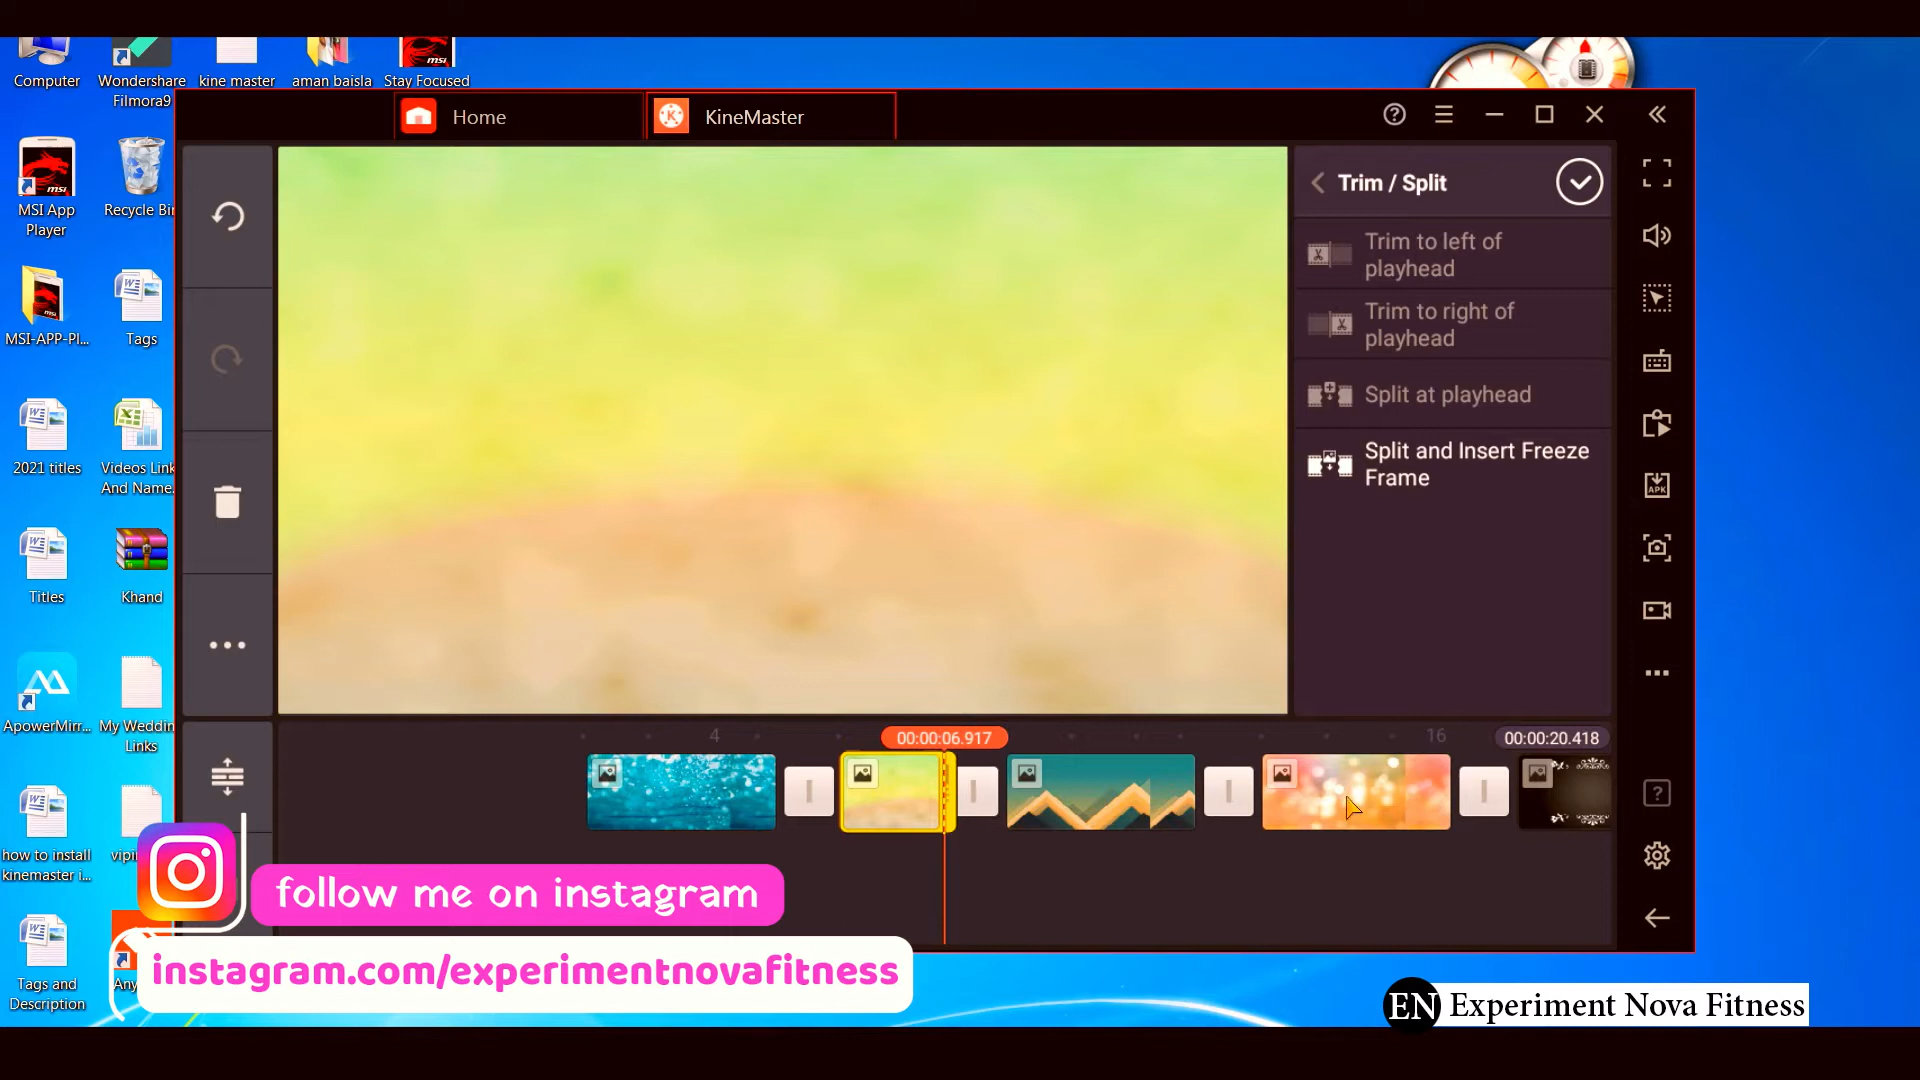 Computer
Wondershare
Filmora9
kine master
aman baisla
Stay Focused
Home
KineMaster
MSI App
Player
Recycle Bi
MSI-APP-Pl...
Tags
2021 titles
Videos Link
And Name.
Titles
Khand
ApowerMirr...
My Weddin
Links
how to install
kinemaster i...
vipi
Tags and
Description
Any
Trim / Split
Trim to left of
playhead
Trim to right of
playhead
Split at playhead
Split and Insert Freeze
Frame
APK
4
00:00:06.917
16
00:00:20.418
follow me on instagram
instagram.com/experimentnovafitness
EN Experiment Nova Fitness